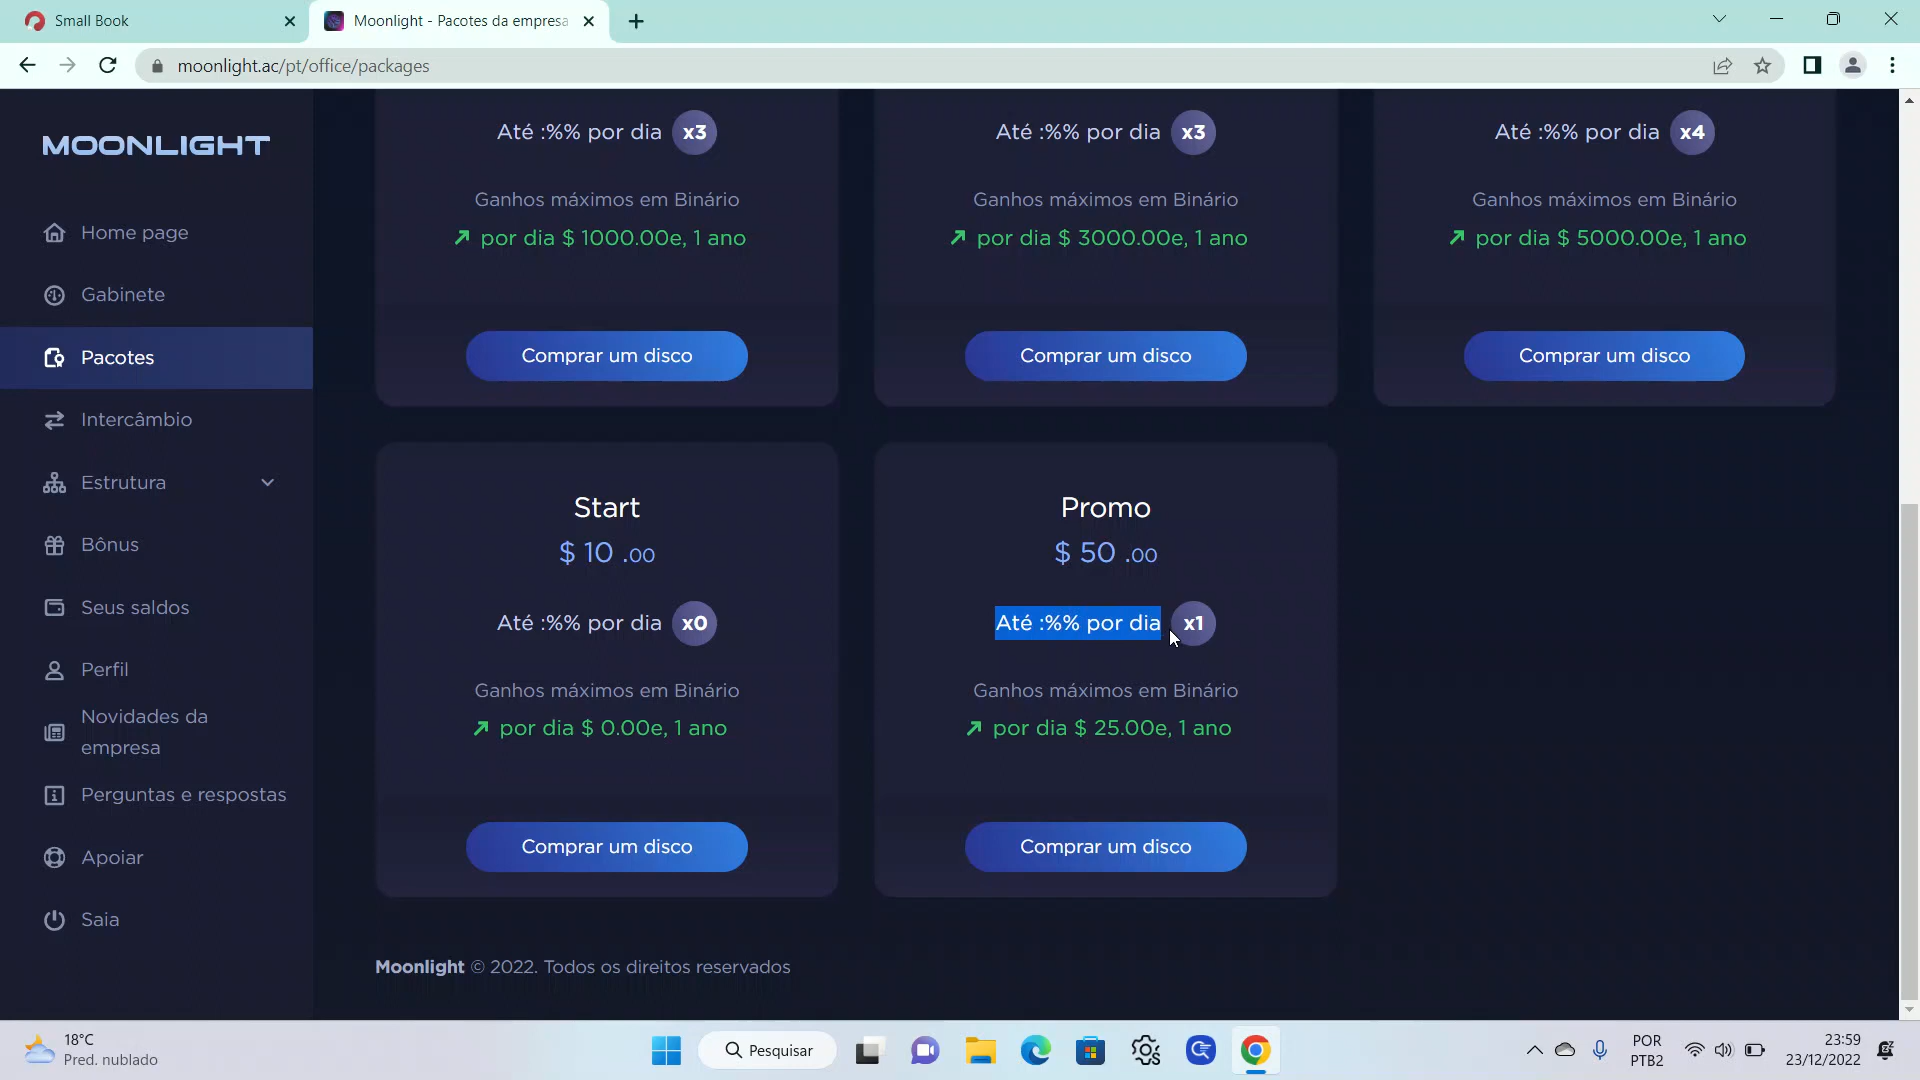 Small Book
Moonlight - Pacotes da empresa
moonlight.ac/pt/office/packages
MOONLIGHT
Home page
Gabinete
Pacotes
Intercâmbio
Estrutura
Bônus
Seus saldos
Perfil
Novidades da
empresa
Perguntas e respostas
Apoiar
Saia
Até :%% por dia x3
Ganhos máximos em Binário
por dia $ 1000.00e, 1 ano
Comprar um disco
Até :%% por dia x3
Ganhos máximos em Binário
por dia $ 3000.00e, 1 ano
Comprar um disco
Até :%% por dia x4
Ganhos máximos em Binário
por dia $ 5000.00e, 1 ano
Comprar um disco
Start
$ 10 .00
Até :%% por dia x0
Ganhos máximos em Binário
por dia $ 0.00e, 1 ano
Comprar um disco
Promo
$ 50 .00
Até :%% por dia x1
Ganhos máximos em Binário
por dia $ 25.00e, 1 ano
Comprar um disco
Moonlight © 2022. Todos os direitos reservados
18°C
Pred. nublado
Pesquisar
POR
PTB2
23:59
23/12/2022